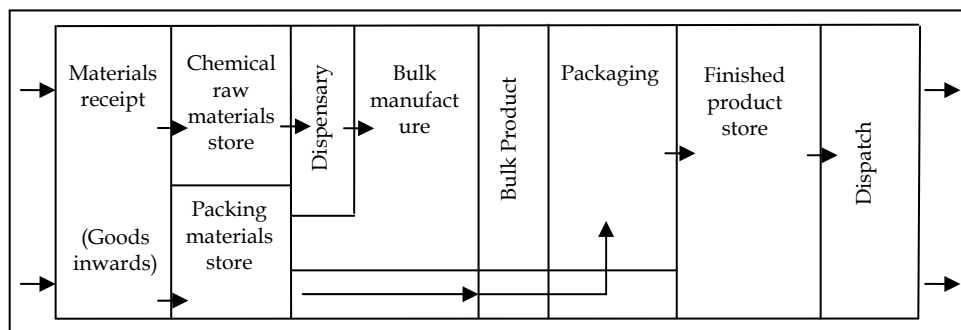 Materials
receipt
(Goods
inwards)
Chemical
raw
materials
store
Packing
materials
store
Dispensary
Bulk
manufact
ure
Bulk Product
Packaging
Finished
product
store
Dispatch